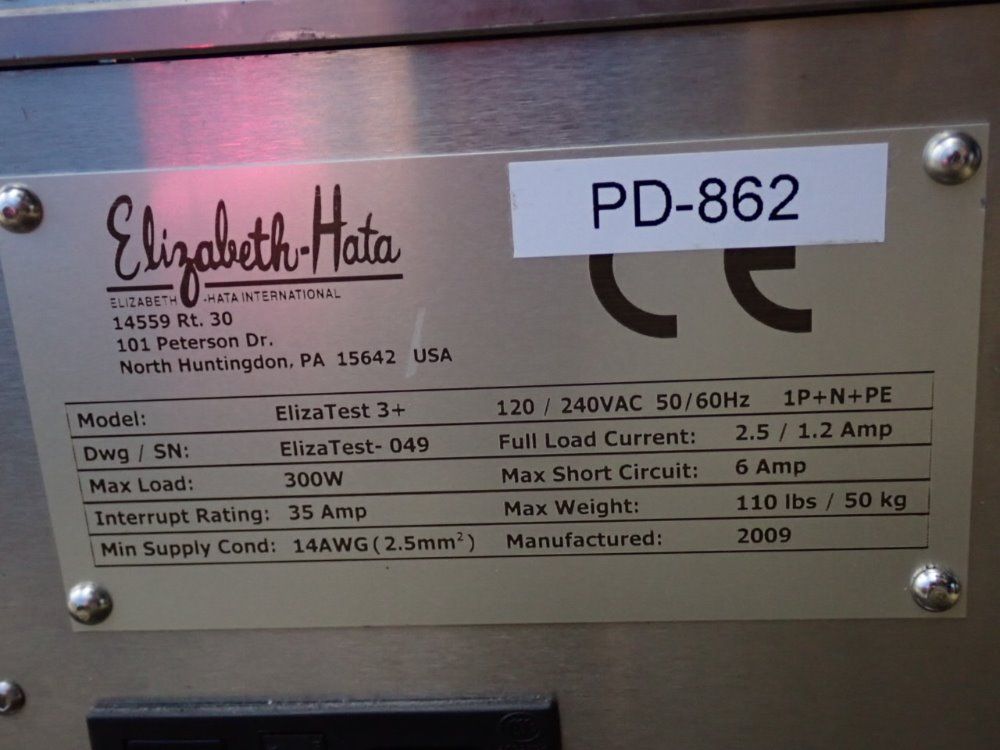 PD-862
Elizabeth-Hata
ELIZABETH -HATA INTERNATIONAL
14559 Rt. 30
101 Peterson Dr.
North Huntingdon, PA 15642 USA
CE
Model: ElizaTest 3+ 120 / 240VAC 50/60Hz 1P+N+PE
Dwg / SN: ElizaTest- 049 Full Load Current: 2.5 / 1.2 Amp
Max Load: 300W Max Short Circuit: 6 Amp
Interrupt Rating: 35 Amp Max Weight: 110 lbs / 50 kg
Min Supply Cond: 14AWG(2.5mm²) Manufactured: 2009